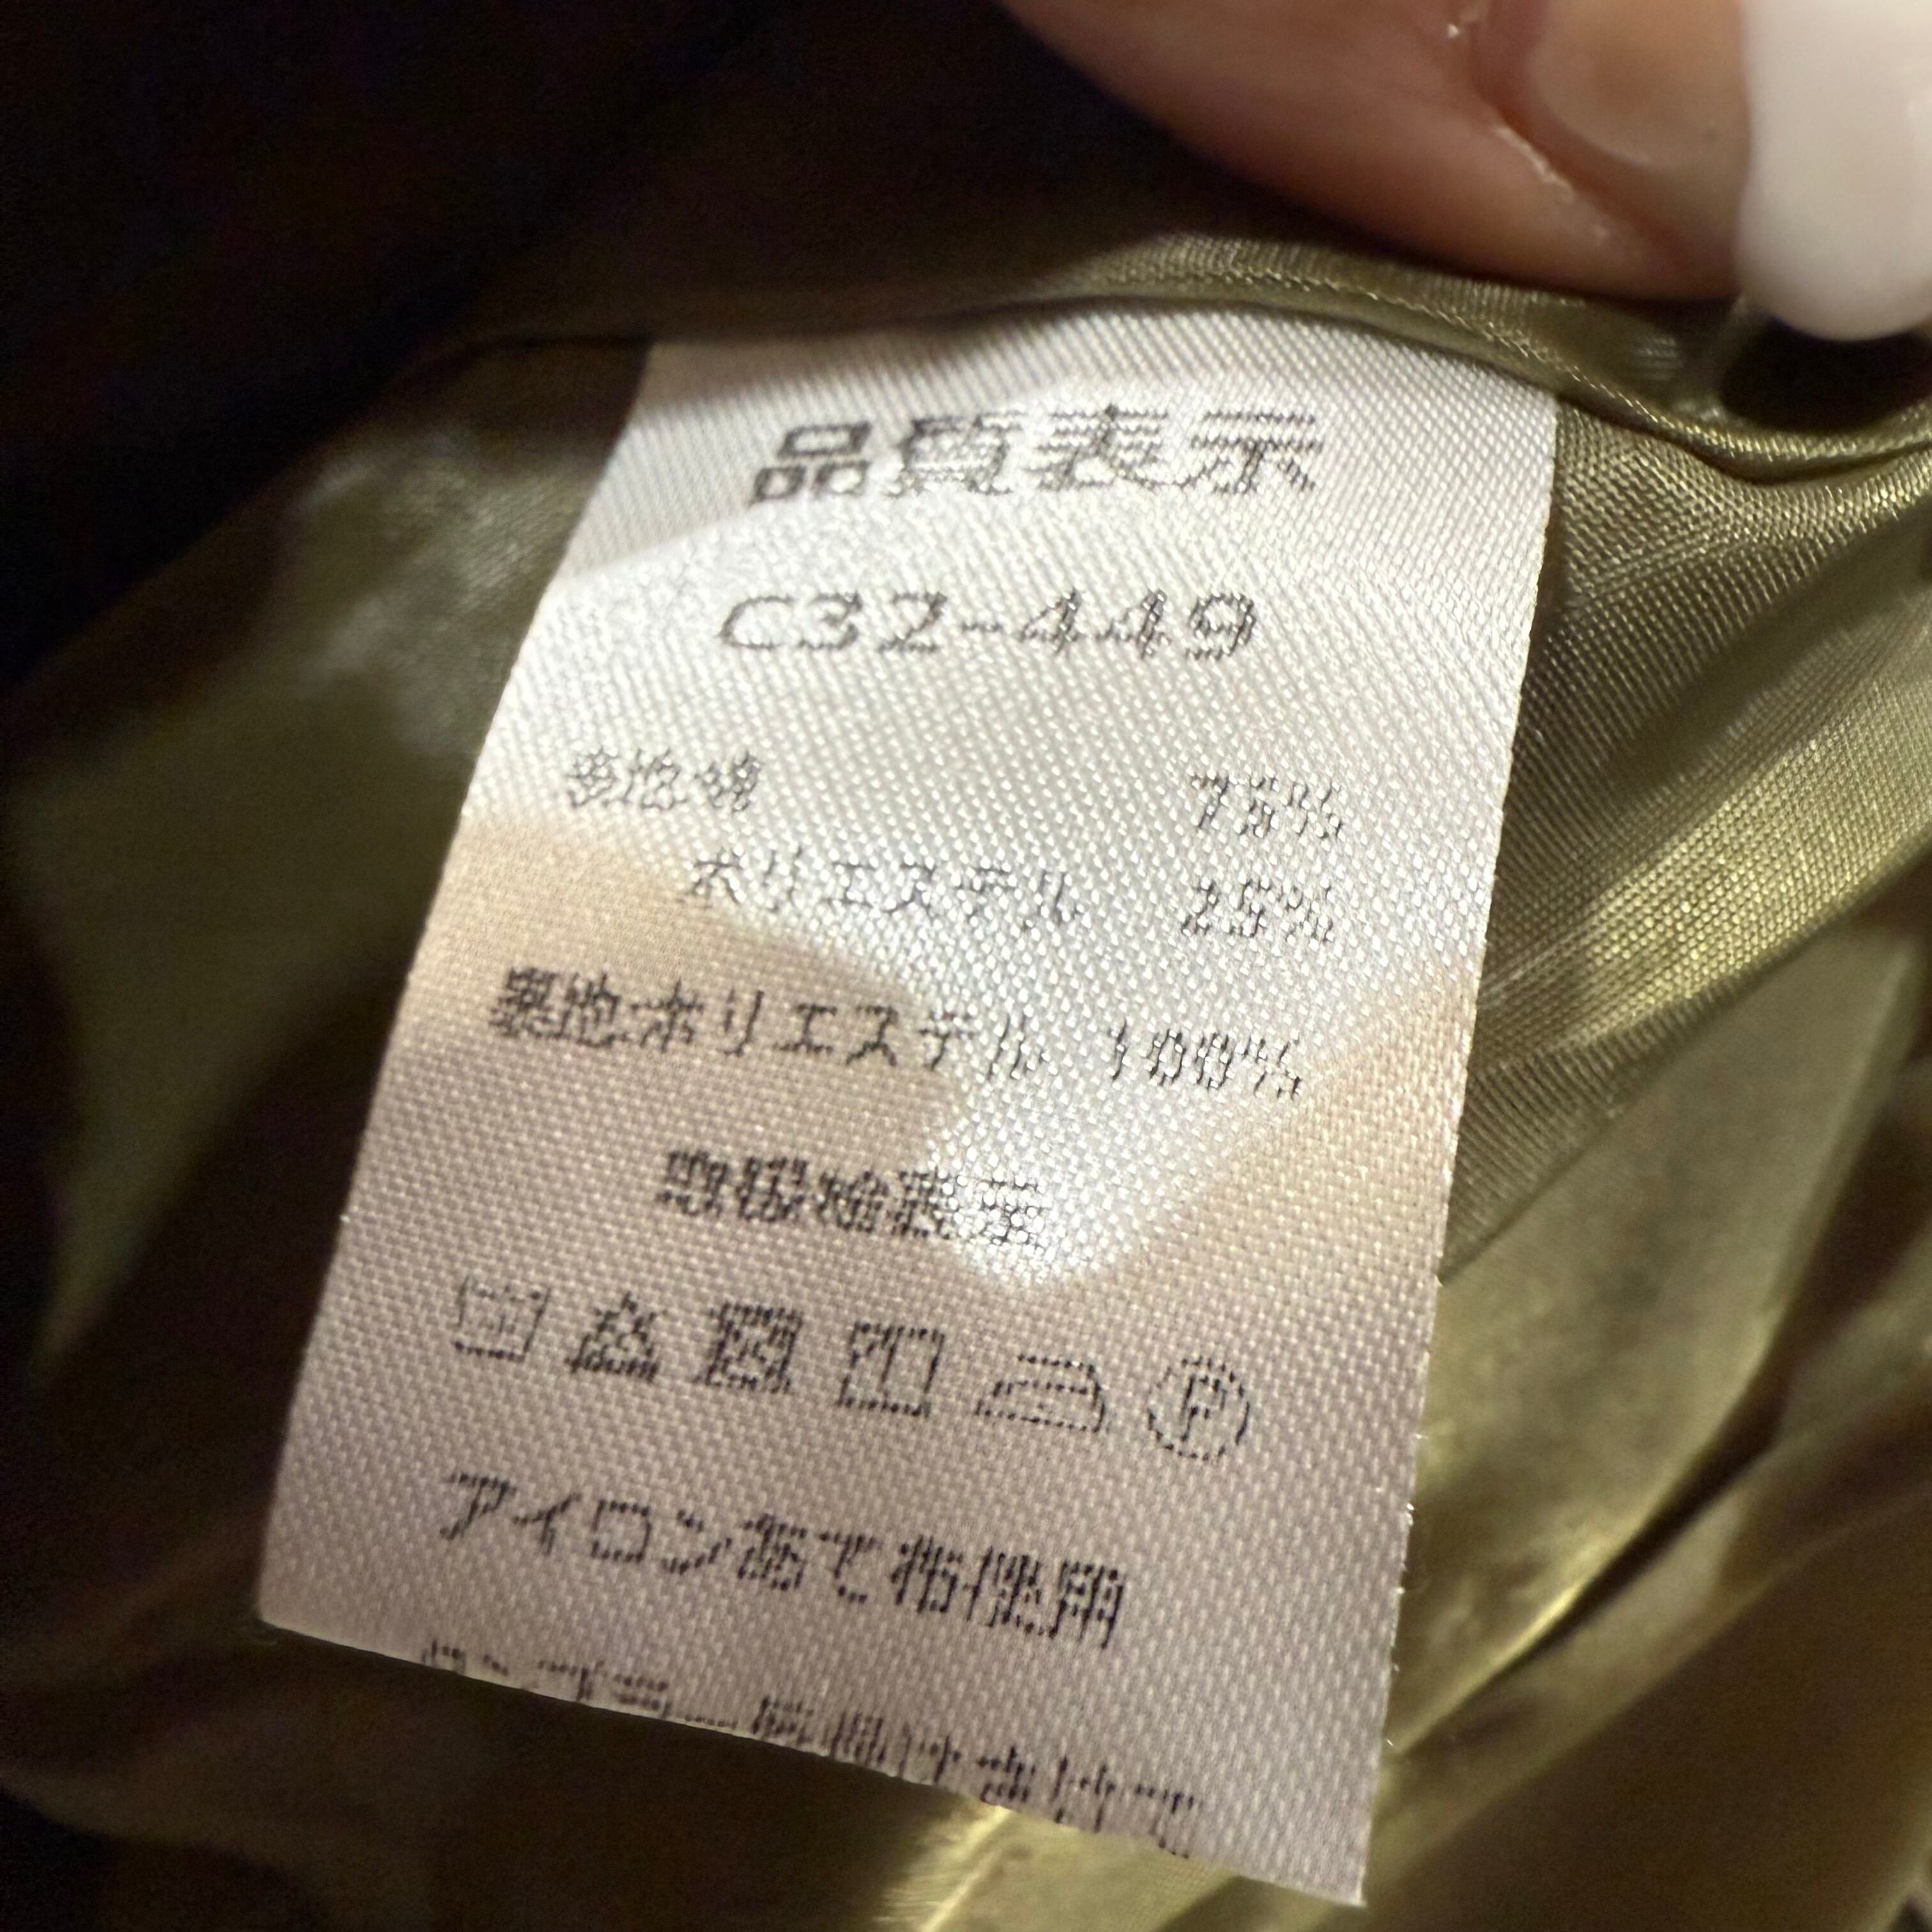 品質表示
C32-449
表地 綿 75%
ポリエステル 25%
裏地 ポリエステル 100%
取扱絵表示
P
アイロン当て布使用